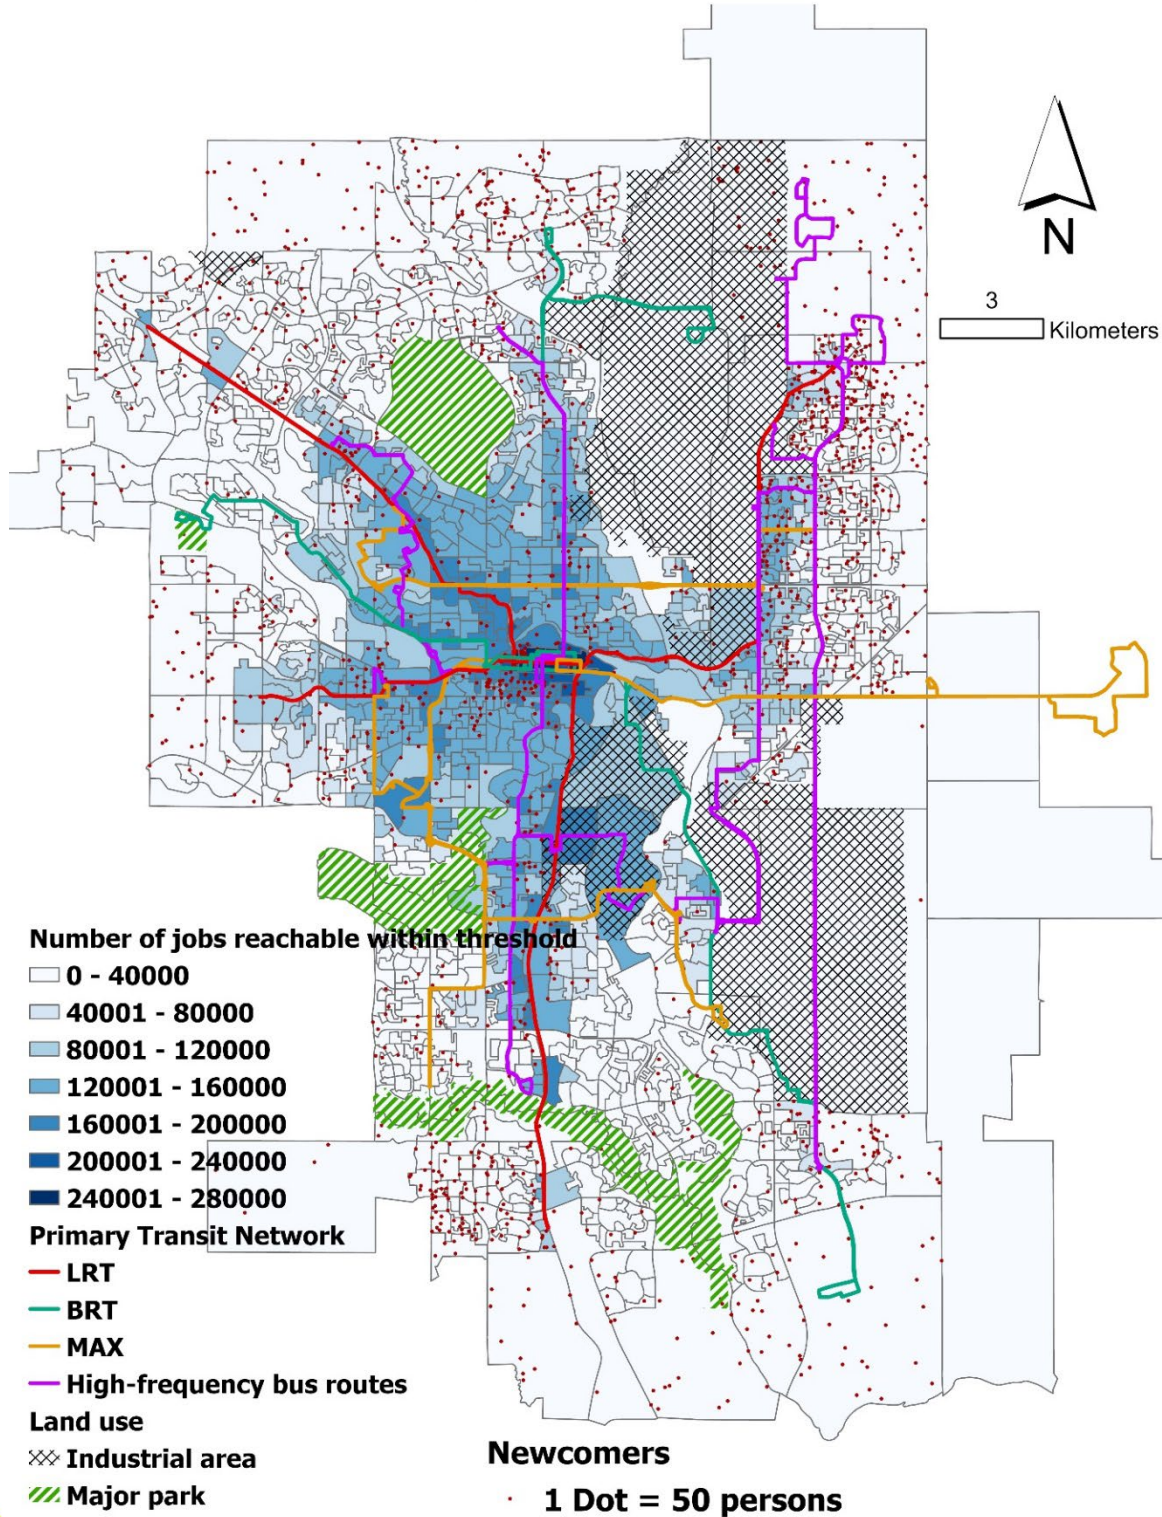 N
3
Kilometers
Number of jobs reachable within threshold
0 - 40000
40001 - 80000
80001 - 120000
120001 - 160000
160001 - 200000
200001 - 240000
240001 - 280000
Primary Transit Network
LRT
BRT
MAX
High-frequency bus routes
Land use
Industrial area
Major park
Newcomers
1 Dot = 50 persons